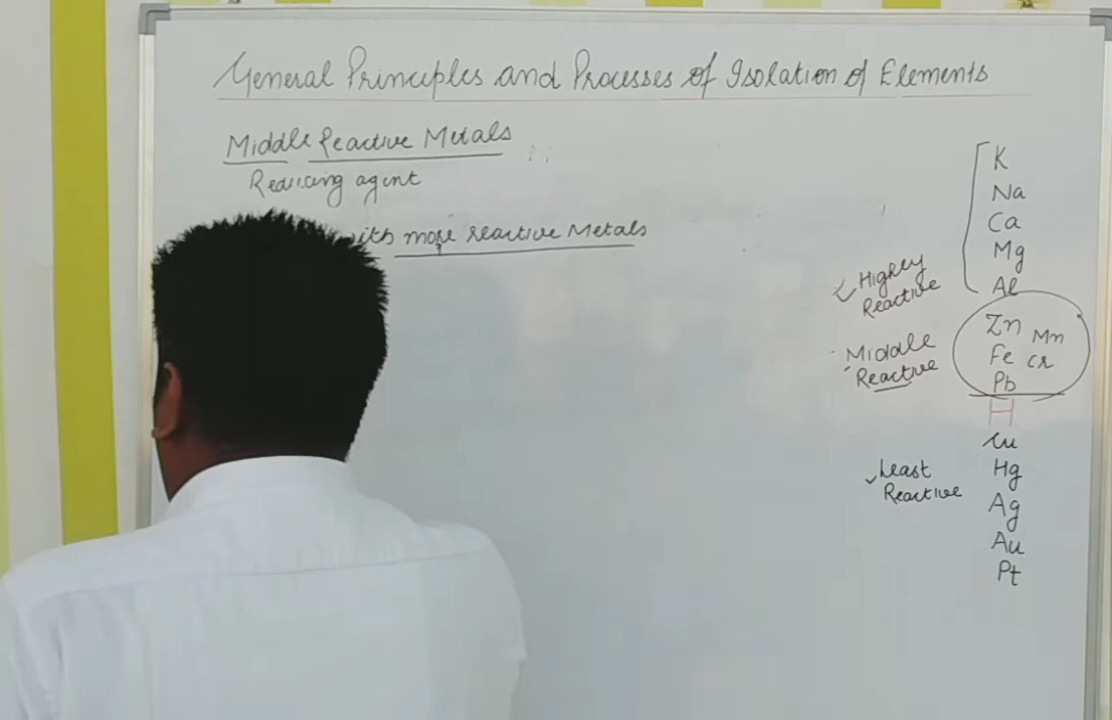 General Principles and Processes of Isolation of Elements
Middle Reactive Metals
Reducing agent
with more reactive Metals
K
Na
Ca
Mg
Al
Highly
Reactive
Zn
Mn
Fe
Cr
Pb
Middle
Reactive
H
Cu
Least
Reactive
Hg
Ag
Au
Pt